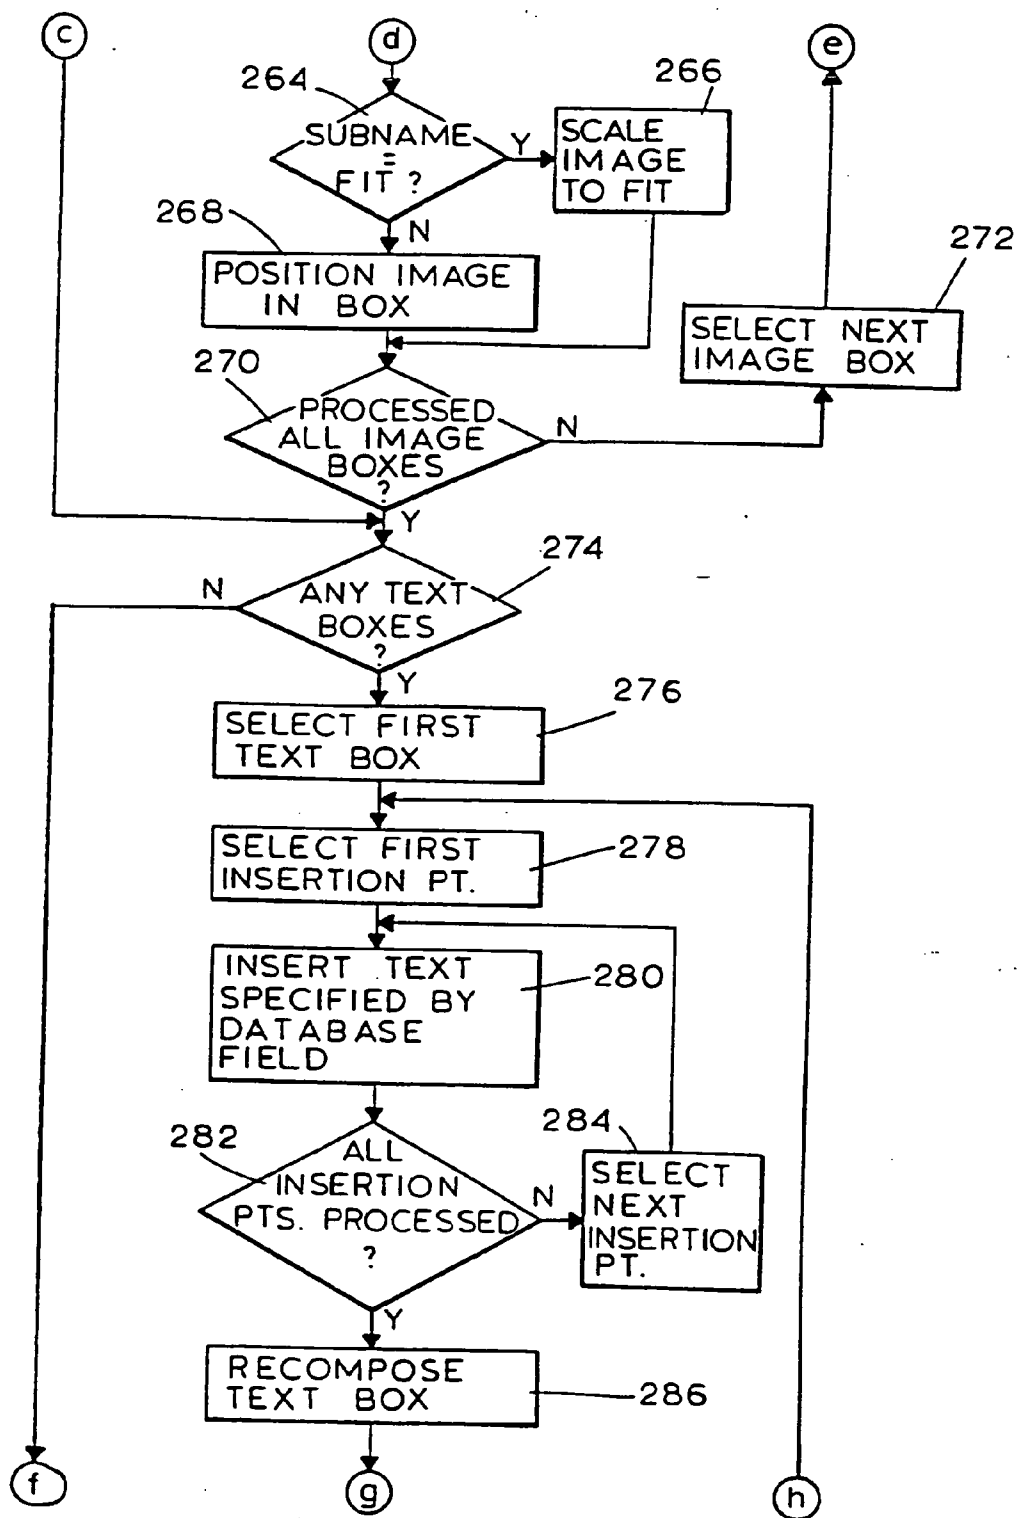 c
d
e
264
266
SUBNAME
=
FIT ?
Y
SCALE
IMAGE
TO FIT
N
268
272
POSITION IMAGE
IN BOX
SELECT NEXT
IMAGE BOX
270
PROCESSED
ALL IMAGE
BOXES
?
N
Y
274
N
ANY TEXT
BOXES
?
Y
276
SELECT FIRST
TEXT BOX
278
SELECT FIRST
INSERTION PT.
280
INSERT TEXT
SPECIFIED BY
DATABASE
FIELD
282
284
ALL
INSERTION
PTS. PROCESSED
?
N
SELECT
NEXT
INSERTION
PT.
Y
RECOMPOSE
TEXT BOX
286
f
g
h